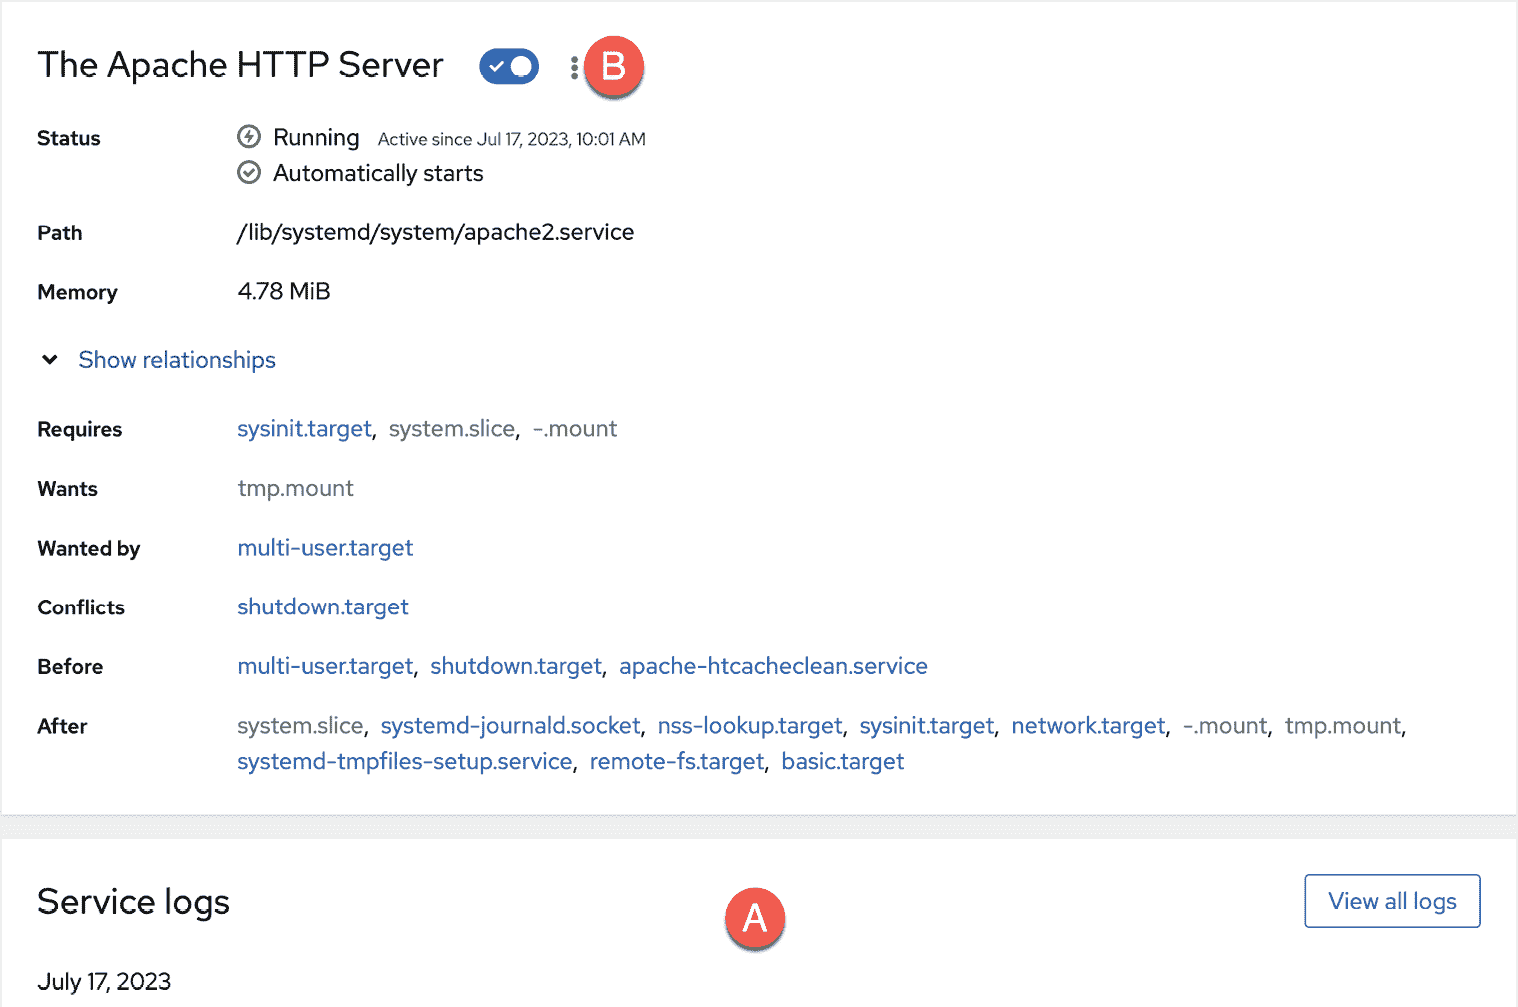 The Apache HTTP Server B
Status Running Active since Jul 17, 2023, 10:01 AM
Automatically starts
Path /lib/systemd/system/apache2.service
Memory 4.78 MiB
Show relationships
Requires sysinit.target, system.slice, -.mount
Wants tmp.mount
Wanted by multi-user.target
Conflicts shutdown.target
Before multi-user.target, shutdown.target, apache-htcacheclean.service
After system.slice, systemd-journald.socket, nss-lookup.target, sysinit.target, network.target, -.mount, tmp.mount,
systemd-tmpfiles-setup.service, remote-fs.target, basic.target
Service logs A View all logs
July 17, 2023